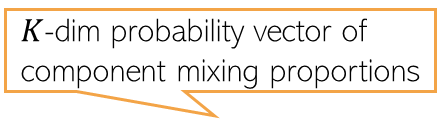 K-dim probability vector of
component mixing proportions